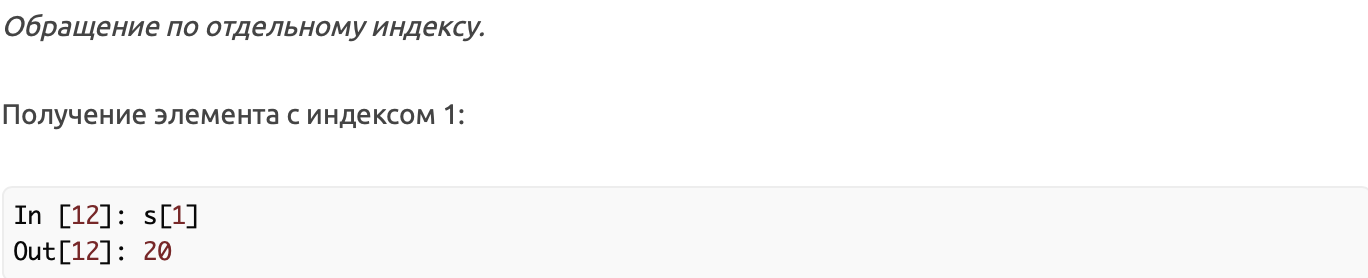 Обращение по отдельному индексу.
Получение элемента с индексом 1:
In [12]: s[1]
Out[12]: 20